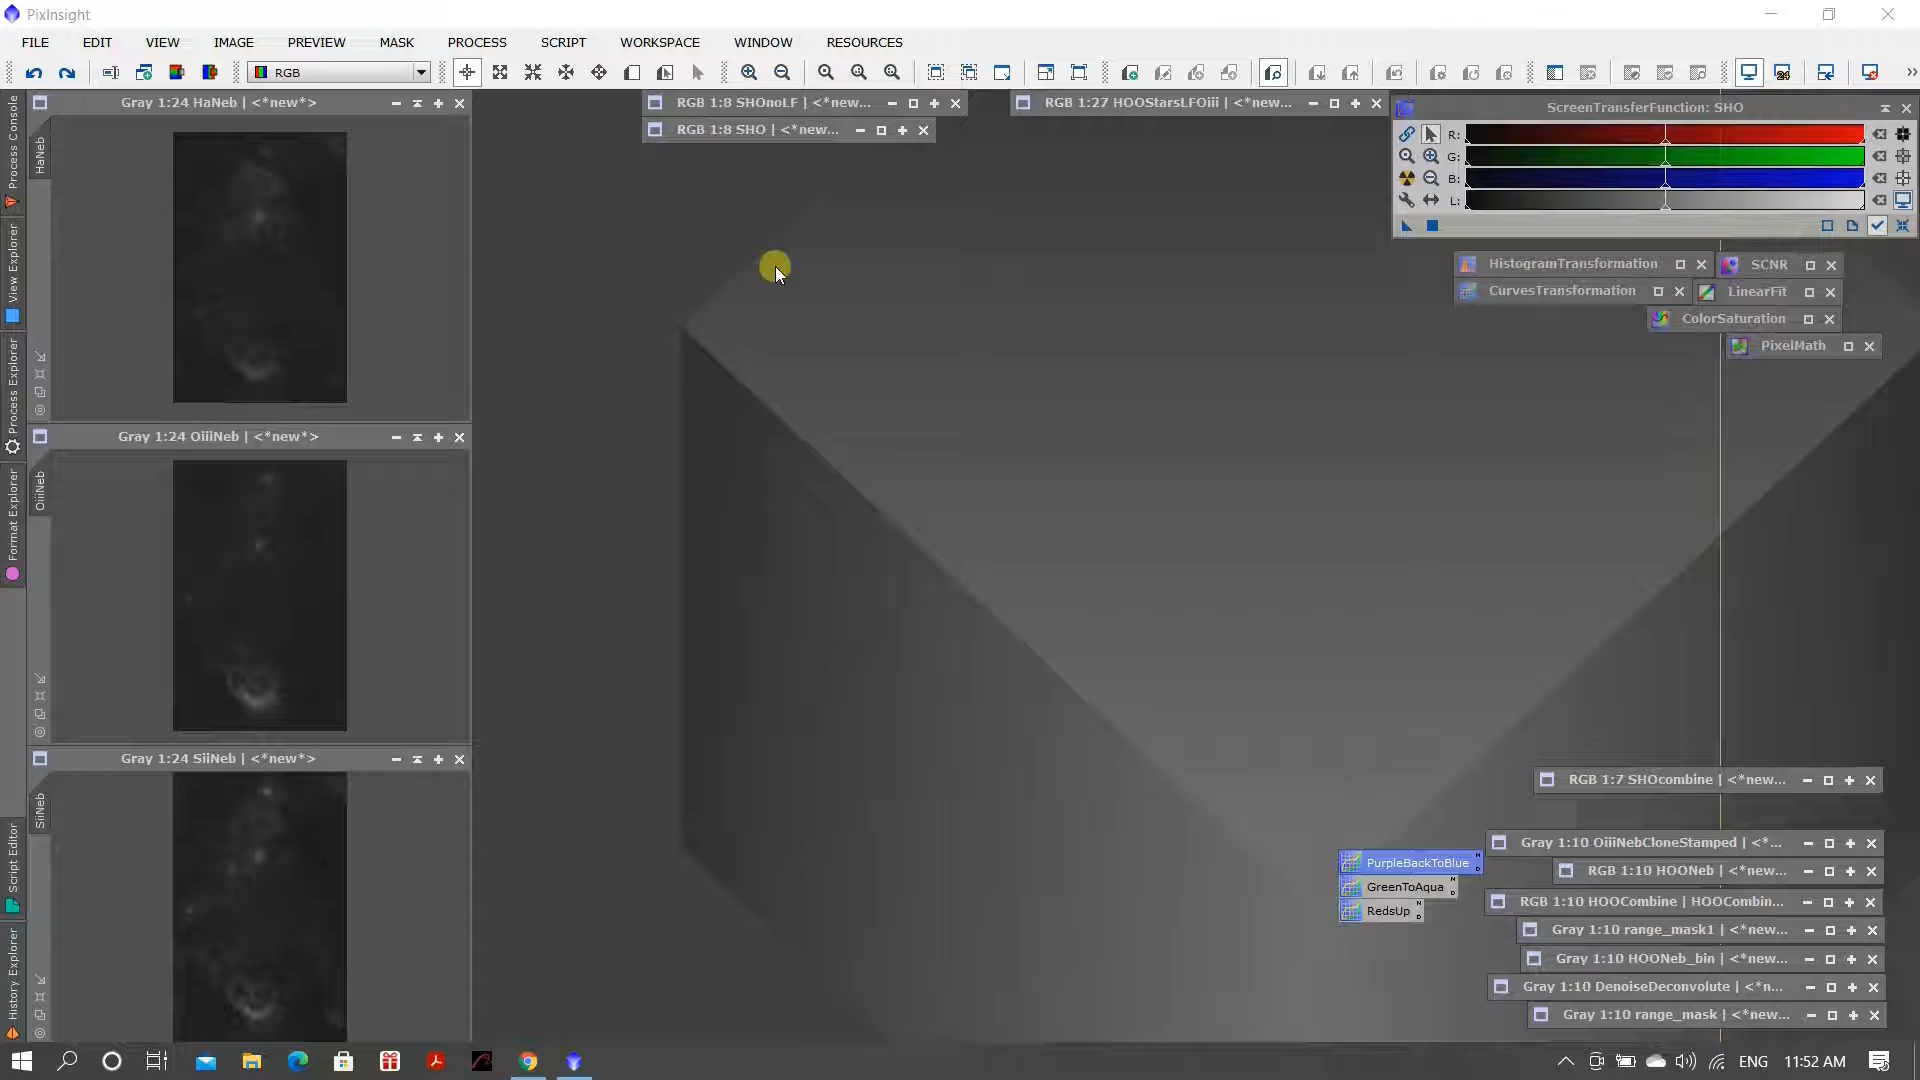 PixInsight
FILE EDIT VIEW IMAGE PREVIEW MASK PROCESS SCRIPT WORKSPACE WINDOW RESOURCES
RGB
Process Console
View Explorer
Process Explorer
Format Explorer
Script Editor
History Explorer
Gray 1:24 HaNeb | <*new*>
HaNeb
Gray 1:24 OiiiNeb | <*new*>
OiiiNeb
Gray 1:24 SiiNeb | <*new*>
SiiNeb
RGB 1:8 SHOnoLF | <*new...
RGB 1:8 SHO | <*new...
RGB 1:27 HOOStarsLFOiii | <*new...
ScreenTransferFunction: SHO
R:
G:
B:
L:
HistogramTransformation
SCNR
CurvesTransformation
LinearFit
ColorSaturation
PixelMath
RGB 1:7 SHOcombine | <*new...
PurpleBackToBlue
GreenToAqua
RedsUp
Gray 1:10 OiiiNebCloneStamped | <*...
RGB 1:10 HOONeb | <*new...
RGB 1:10 HOOCombine | HOOCombin...
Gray 1:10 range_mask1 | <*new...
Gray 1:10 HOONeb_bin | <*new...
Gray 1:10 DenoiseDeconvolute | <*n...
Gray 1:10 range_mask | <*new...
ENG 11:52 AM